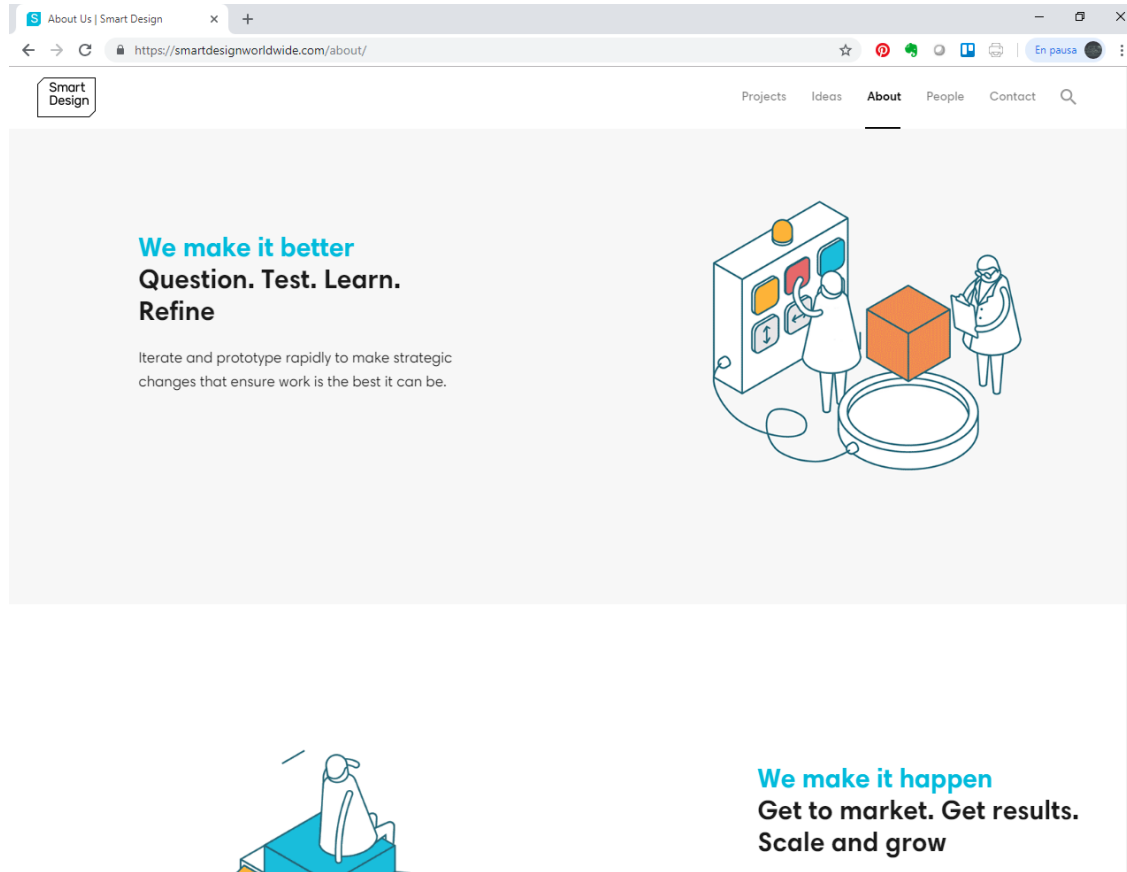 About Us | Smart Design
https://smartdesignworldwide.com/about/
En pausa
Smart
Design
Projects Ideas About People Contact
We make it better
Question. Test. Learn.
Refine
Iterate and prototype rapidly to make strategic
changes that ensure work is the best it can be.
We make it happen
Get to market. Get results.
Scale and grow